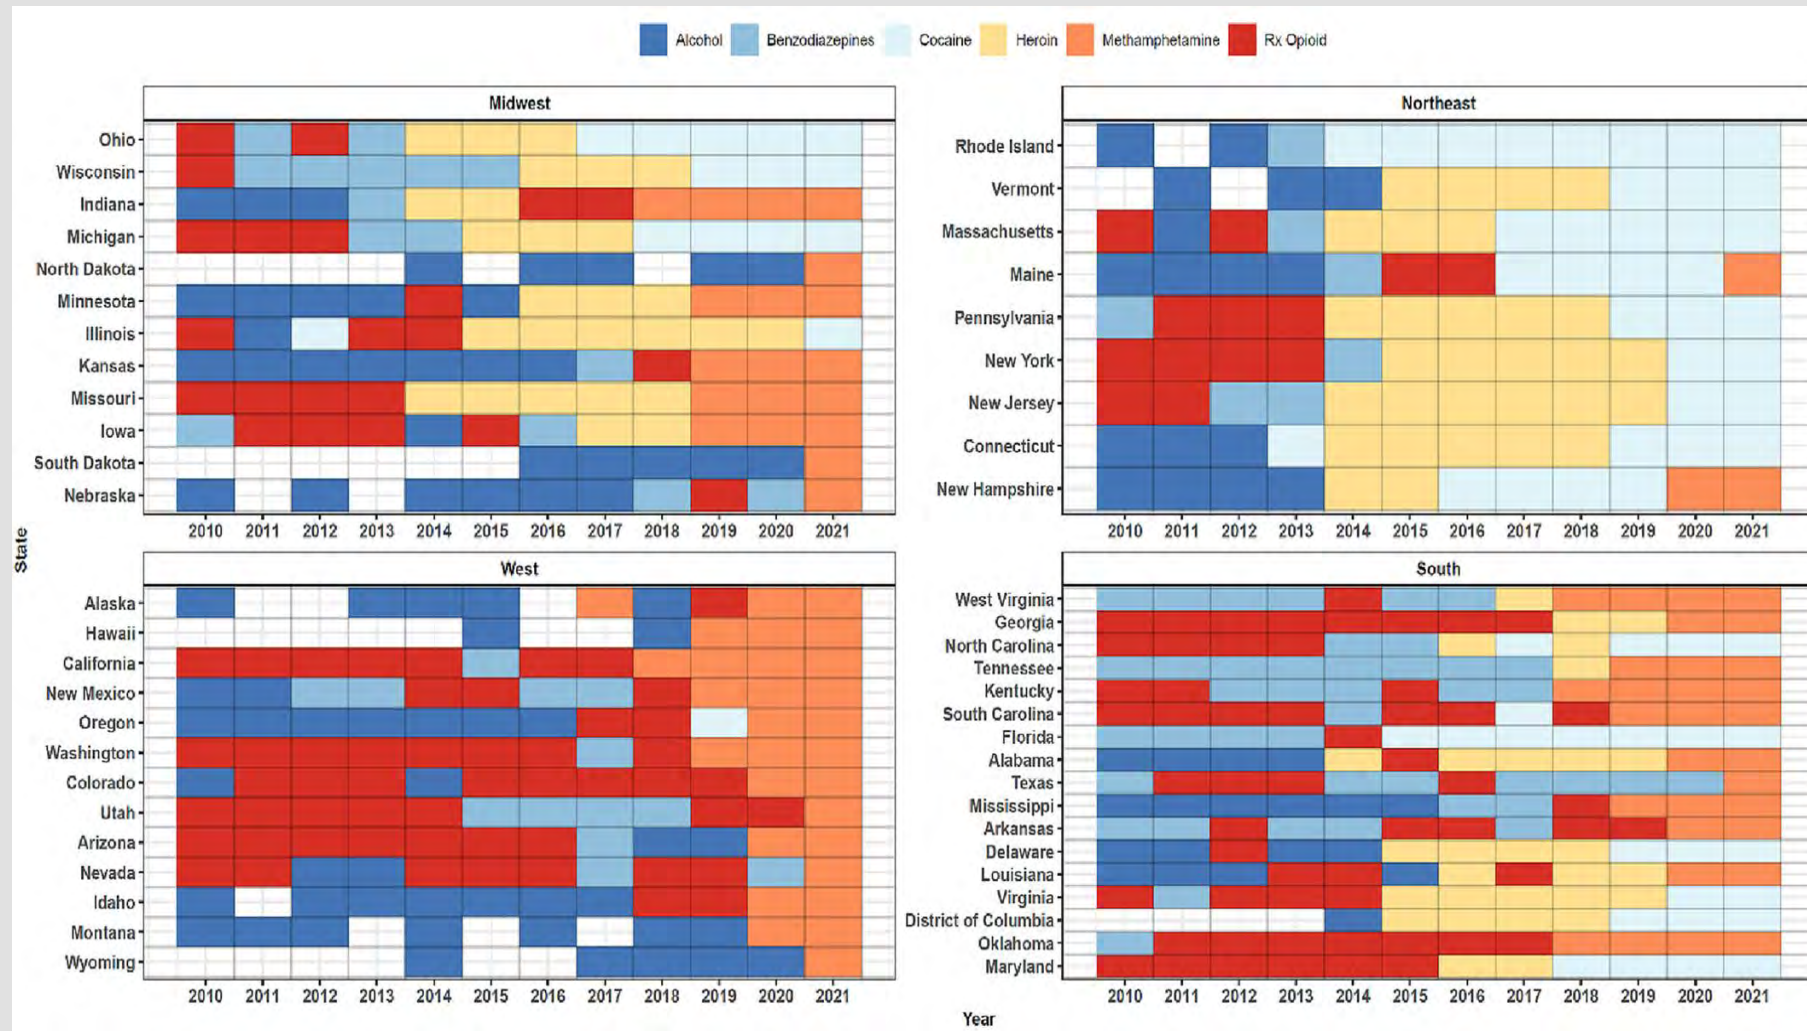 Alcohol Benzodiazepines Cocaine Heroin Methamphetamine Rx Opioid
Midwest
Ohio
Wisconsin
Indiana
Michigan
North Dakota
Minnesota
Illinois
Kansas
Missouri
Iowa
South Dakota
Nebraska
2010 2011 2012 2013 2014 2015 2016 2017 2018 2019 2020 2021
Northeast
Rhode Island
Vermont
Massachusetts
Maine
Pennsylvania
New York
New Jersey
Connecticut
New Hampshire
2010 2011 2012 2013 2014 2015 2016 2017 2018 2019 2020 2021
State
West
Alaska
Hawaii
California
New Mexico
Oregon
Washington
Colorado
Utah
Arizona
Nevada
Idaho
Montana
Wyoming
2010 2011 2012 2013 2014 2015 2016 2017 2018 2019 2020 2021
South
West Virginia
Georgia
North Carolina
Tennessee
Kentucky
South Carolina
Florida
Alabama
Texas
Mississippi
Arkansas
Delaware
Louisiana
Virginia
District of Columbia
Oklahoma
Maryland
2010 2011 2012 2013 2014 2015 2016 2017 2018 2019 2020 2021
Year